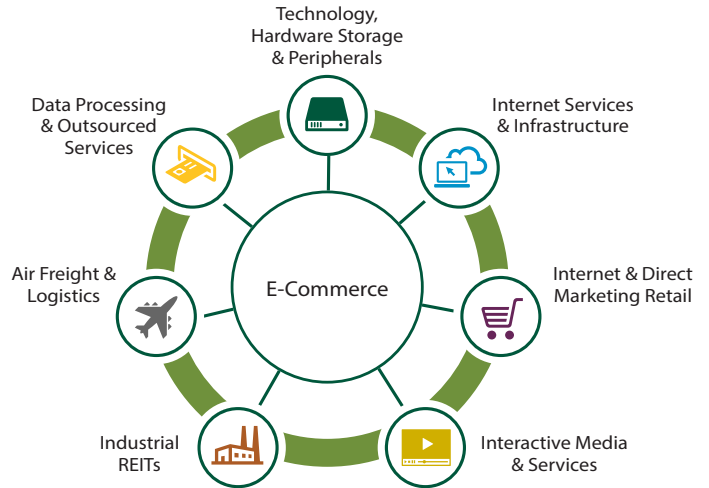 Technology,
Hardware Storage
& Peripherals
Internet Services
& Infrastructure
Internet & Direct
Marketing Retail
Interactive Media
& Services
Industrial
REITs
Air Freight &
Logistics
Data Processing
& Outsourced
Services
E-Commerce